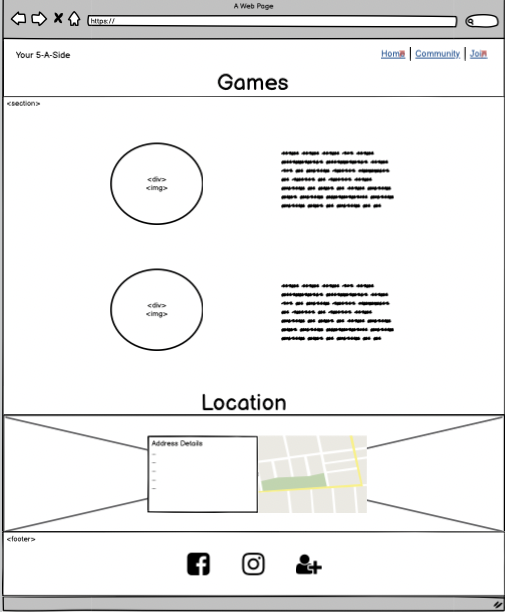 A Web Page
https://
Your 5-A-Side
Home Community Join
Games
<section>
<div>
<img>
<div>
<img>
Location
Address Details
<footer>